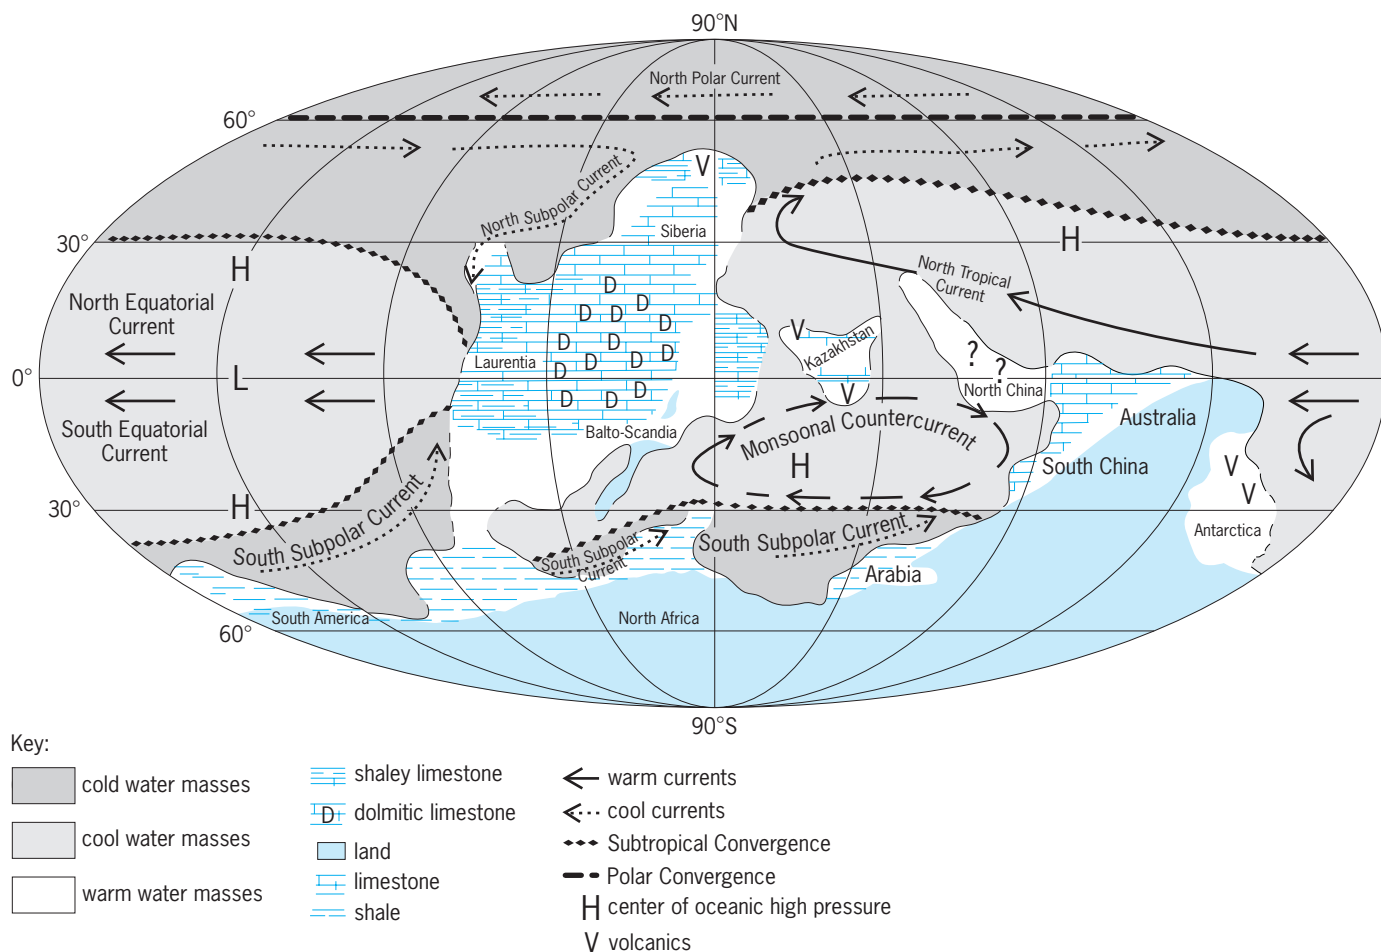 90°N
North Polar Current
60°
North Subpolar Current
V
Siberia
30°
H
H
North Tropical
Current
North Equatorial
Current
D
D
D D
D
D D
D D
D
D
D D
V
Kazakhstan
V
Laurentia
?
?
North China
0°
L
South Equatorial
Current
Balto-Scandia
Monsoonal Countercurrent
H
Australia
South China
V
V
Antarctica
30°
H
South Subpolar Current
South Subpolar
Current
South Subpolar Current
Arabia
South America
North Africa
60°
90°S
Key:
cold water masses
cool water masses
warm water masses
shaley limestone
D dolmitic limestone
land
limestone
shale
warm currents
cool currents
Subtropical Convergence
Polar Convergence
H center of oceanic high pressure
V volcanics